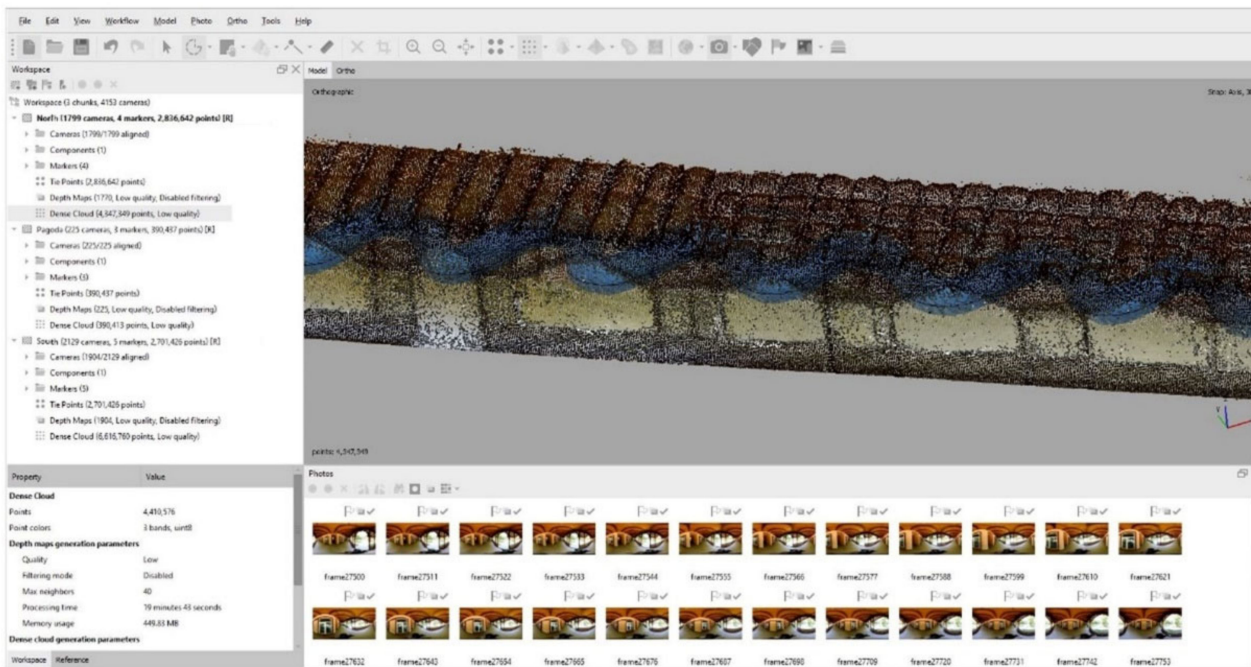 File Edit View Workflow Model Photo Ortho Tools Help
Workspace
Model Ortho
Workspace (3 chunks, 4153 cameras)
Orthographic
Snap: Axis, 3
North (1799 cameras, 4 markers, 2,836,642 points) [R]
Cameras (1799/1799 aligned)
Components (1)
Markers (4)
Tie Points (2,836,642 points)
Depth Maps (1770, Low quality, Disabled filtering)
Dense Cloud (4,347,349 points, Low quality)
Pagoda (225 cameras, 3 markers, 390,437 points) [R]
Cameras (225/225 aligned)
Components (1)
Markers (3)
Tie Points (390,437 points)
Depth Maps (225, Low quality, Disabled filtering)
Dense Cloud (390,413 points, Low quality)
South (2129 cameras, 5 markers, 2,701,426 points) [R]
Cameras (1904/2129 aligned)
Components (1)
Markers (5)
Tie Points (2,701,426 points)
Depth Maps (1904, Low quality, Disabled filtering)
Dense Cloud (6,616,760 points, Low quality)
points: 4,347,349
Property Value
Dense Cloud
Points 4,410,576
Point colors 3 bands, uint8
Depth maps generation parameters
Quality Low
Filtering mode Disabled
Max neighbors 40
Processing time 19 minutes 43 seconds
Memory usage 449.83 MB
Dense cloud generation parameters
Workspace Reference
Photos
frame27500 frame27511 frame27522 frame27533 frame27544 frame27555 frame27566 frame27577 frame27588 frame27599 frame27610 frame27621
frame27632 frame27643 frame27654 frame27665 frame27676 frame27687 frame27698 frame27709 frame27720 frame27731 frame27742 frame27753